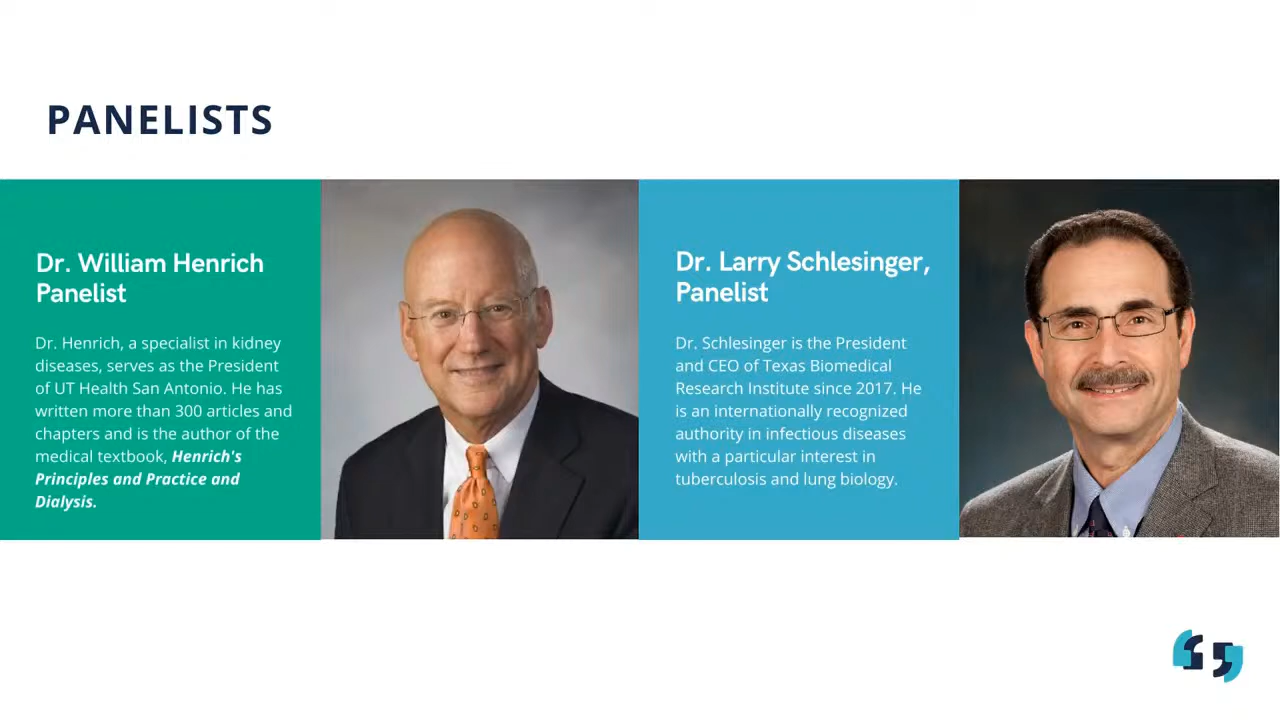 PANELISTS
Dr. William Henrich
Panelist
Dr. Henrich, a specialist in kidney
diseases, serves as the President
of UT Health San Antonio. He has
written more than 300 articles and
chapters and is the author of the
medical textbook, Henrich's
Principles and Practice and
Dialysis.
Dr. Larry Schlesinger,
Panelist
Dr. Schlesinger is the President
and CEO of Texas Biomedical
Research Institute since 2017. He
is an internationally recognized
authority in infectious diseases
with a particular interest in
tuberculosis and lung biology.